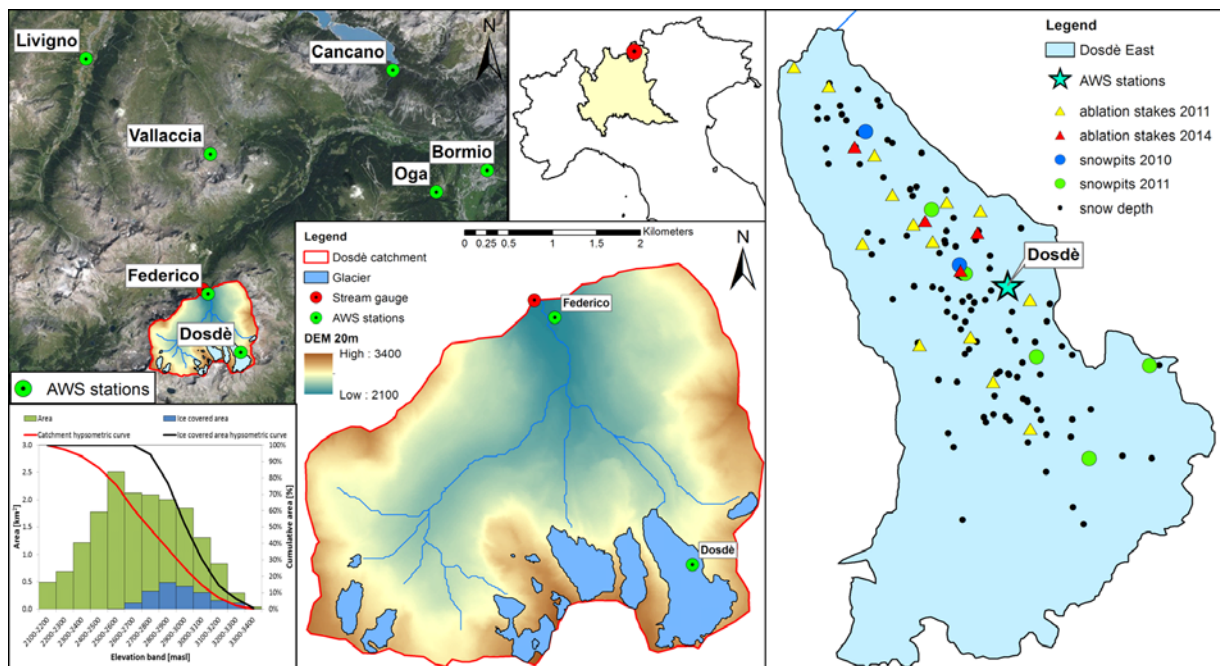 Livigno
Cancano
N
Vallaccia
Bormio
Oga
Federico
Dosdè
AWS stations
Area
Ice covered area
Catchment hypsometric curve
Ice covered area hypsometric curve
3.0
2.5
2.0
1.5
1.0
0.5
0.0
Area [km²]
100%
90%
80%
70%
60%
50%
40%
30%
20%
10%
0%
Cumulative area [%]
2100-2200
2200-2300
2300-2400
2400-2500
2500-2600
2600-2700
2700-2800
2800-2900
2900-3000
3000-3100
3100-3200
3200-3300
3300-3400
Elevation band [masl]
Legend
Dosdè catchment
Glacier
Stream gauge
AWS stations
DEM 20m
High : 3400
Low : 2100
Kilometers
0 0.25 0.5 1 1.5 2
N
Federico
Dosdè
Legend
Dosdè East
AWS stations
ablation stakes 2011
ablation stakes 2014
snowpits 2010
snowpits 2011
snow depth
Dosdè